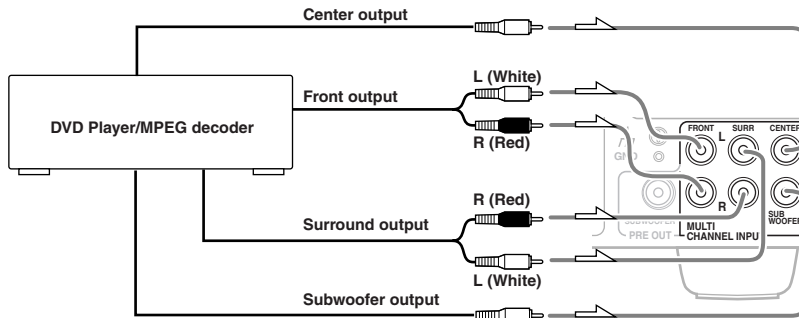 Center output
L (White)
Front output
DVD Player/MPEG decoder
R (Red)
FRONT
L
SURR
CENTER
GND
R (Red)
Surround output
L (White)
R
SUBWOOFER
PRE OUT
MULTI
CHANNEL INPUT
SUB
WOOFER
Subwoofer output